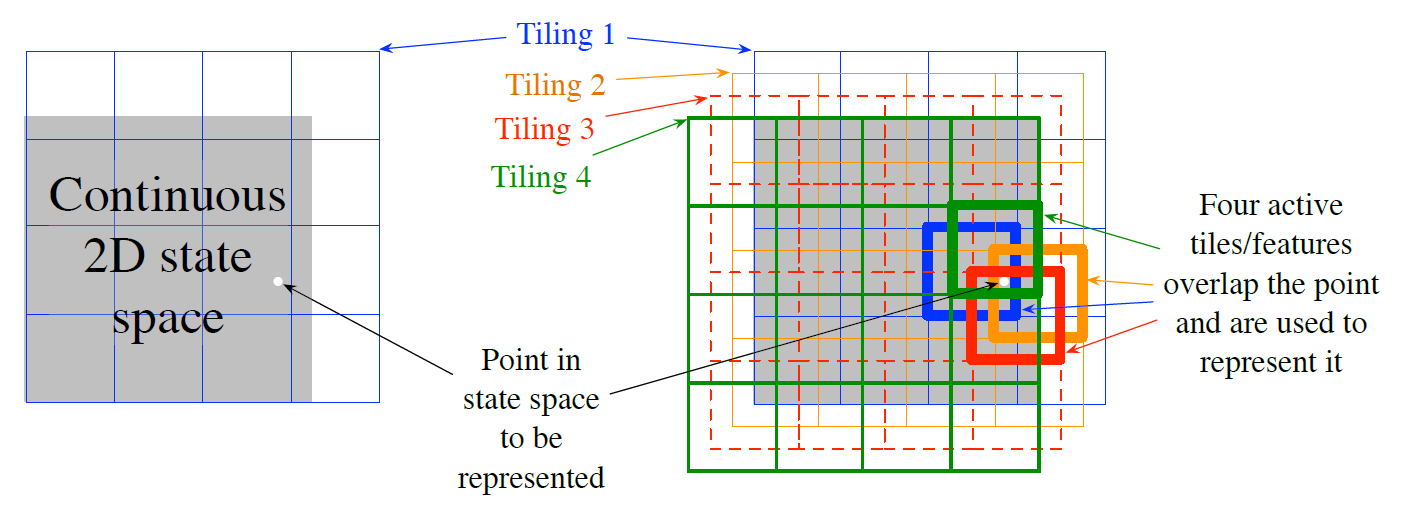 Tiling 1
Tiling 2
Tiling 3
Tiling 4
Continuous
2D state
space
Point in
state space
to be
represented
Four active
tiles/features
overlap the point
and are used to
represent it